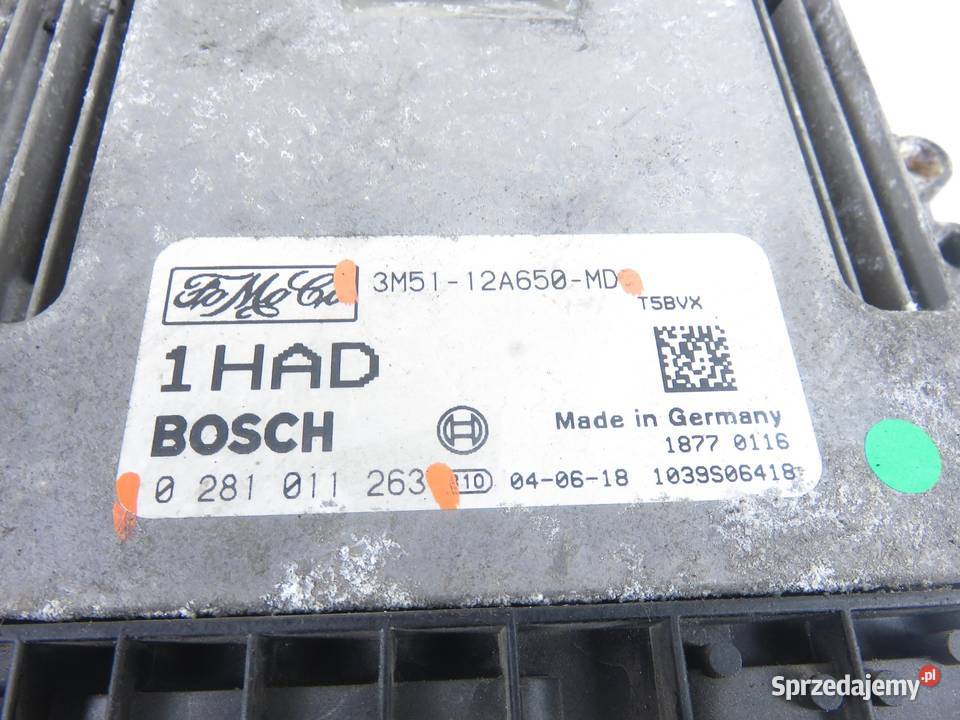 FoMoCo 3M51-12A650-MD
T5BVX
1HAD
BOSCH Made in Germany
1877 0116
0 281 011 263 04-06-18 1039S06418
Sprzedajemy.pl